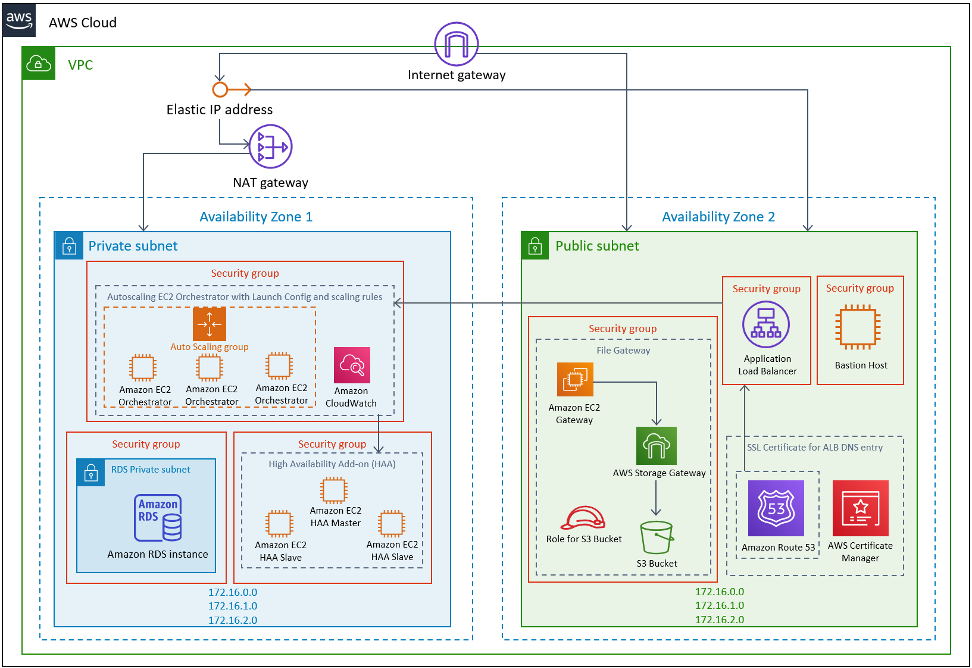 aws
AWS Cloud
VPC
Internet gateway
Elastic IP address
NAT gateway
Availability Zone 1
Private subnet
Security group
Autoscaling EC2 Orchestrator with Launch Config and scaling rules
Auto Scaling group
Amazon EC2
Orchestrator
Amazon EC2
Orchestrator
Amazon EC2
Orchestrator
Amazon
CloudWatch
Security group
RDS Private subnet
Amazon
RDS
Amazon RDS instance
Security group
High Availability Add-on (HAA)
Amazon EC2
HAA Master
Amazon EC2
HAA Slave
Amazon EC2
HAA Slave
172.16.0.0
172.16.1.0
172.16.2.0
Availability Zone 2
Public subnet
Security group
File Gateway
Amazon EC2
Gateway
AWS Storage Gateway
Role for S3 Bucket
S3 Bucket
Security group
Application
Load Balancer
Security group
Bastion Host
SSL Certificate for ALB DNS entry
53
Amazon Route 53
AWS Certificate
Manager
172.16.0.0
172.16.1.0
172.16.2.0